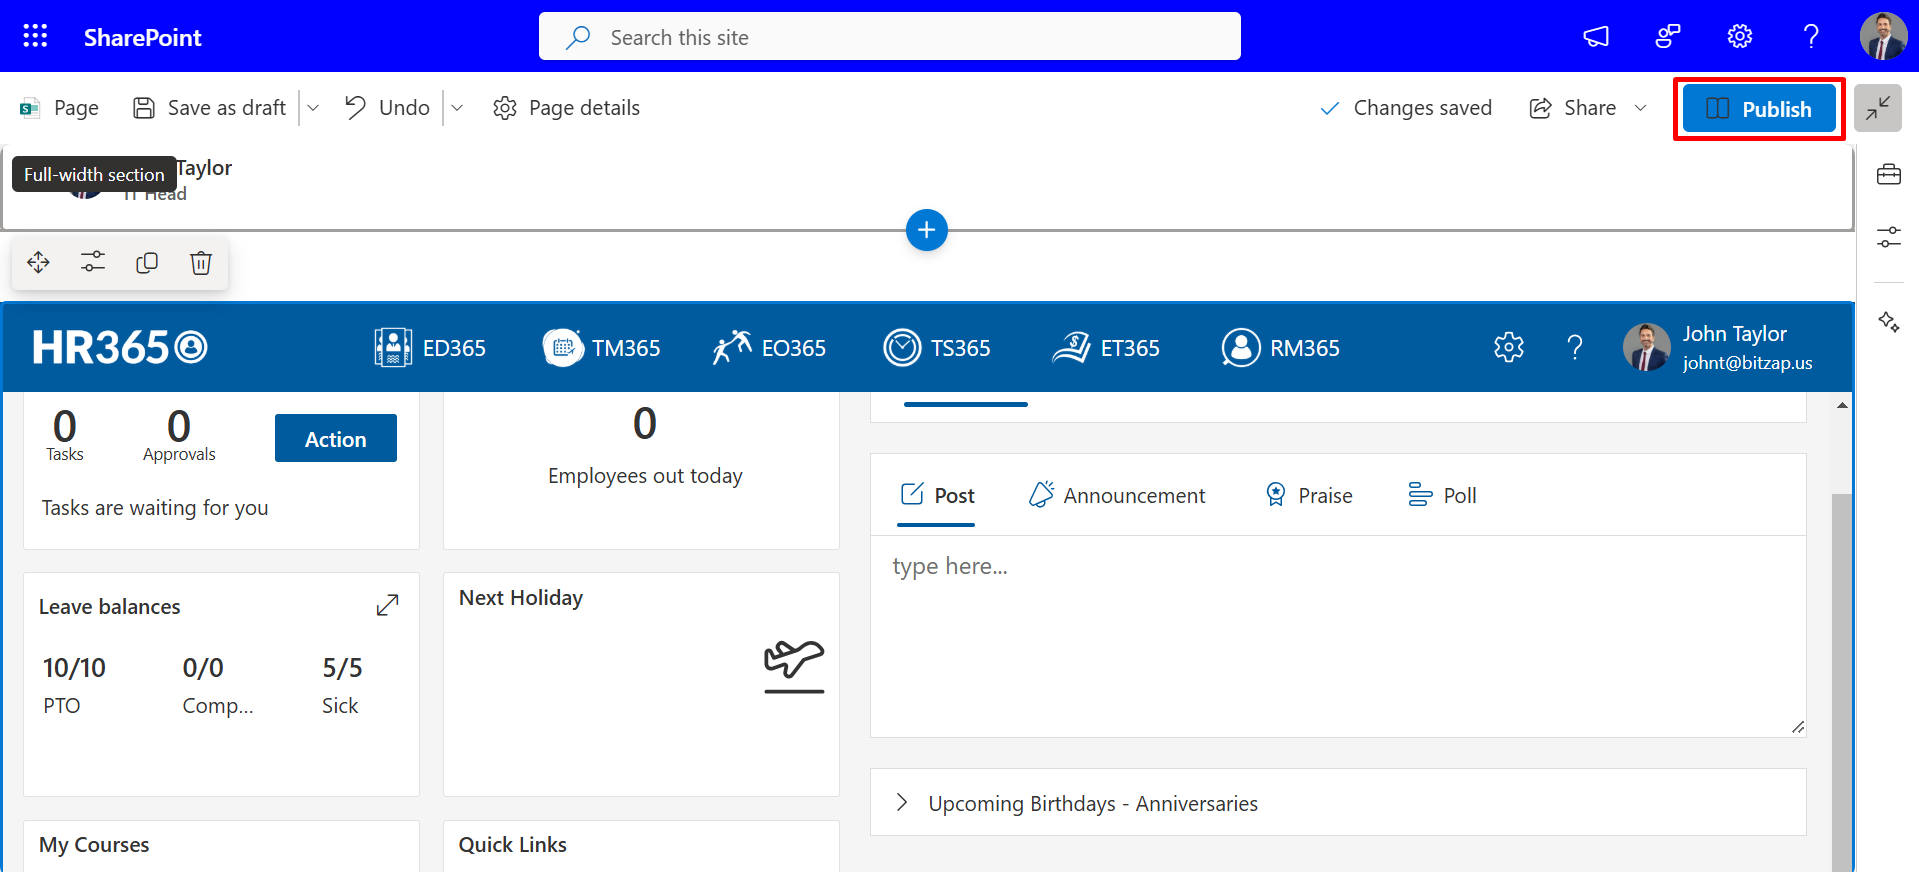 SharePoint
Search this site
Page
Save as draft
Undo
Page details
Changes saved
Share
Publish
Full-width section
Taylor
IT Head
HR365
ED365
TM365
EO365
TS365
ET365
RM365
John Taylor
johnt@bitzap.us
0
Tasks
0
Approvals
Action
Tasks are waiting for you
0
Employees out today
Post
Announcement
Praise
Poll
type here...
Leave balances
10/10
PTO
0/0
Comp...
5/5
Sick
Next Holiday
Upcoming Birthdays - Anniversaries
My Courses
Quick Links